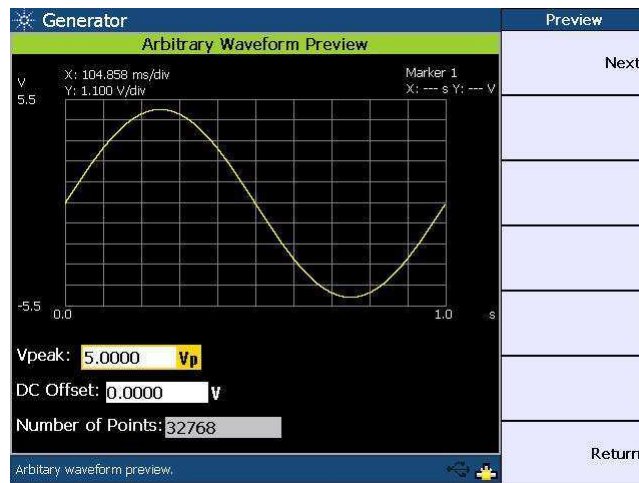 Generator
Preview
Arbitrary Waveform Preview
Next
V
X: 104.858 ms/div
Marker 1
Y: 1.100 V/div
X: --- s Y: --- V
5.5
-5.5
0.0
1.0
s
Vpeak: 5.0000 Vp
DC Offset: 0.0000 V
Number of Points: 32768
Return
Arbitary waveform preview.